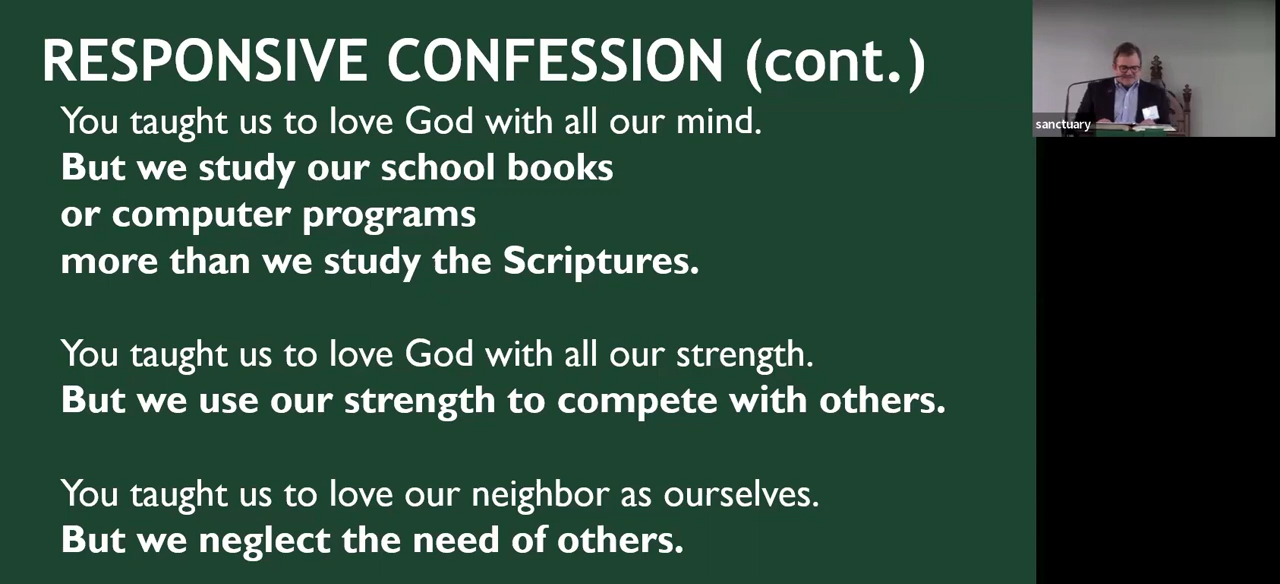 RESPONSIVE CONFESSION (cont.)
You taught us to love God with all our mind.
But we study our school books
or computer programs
more than we study the Scriptures.
You taught us to love God with all our strength.
But we use our strength to compete with others.
You taught us to love our neighbor as ourselves.
But we neglect the need of others.
sanctuary